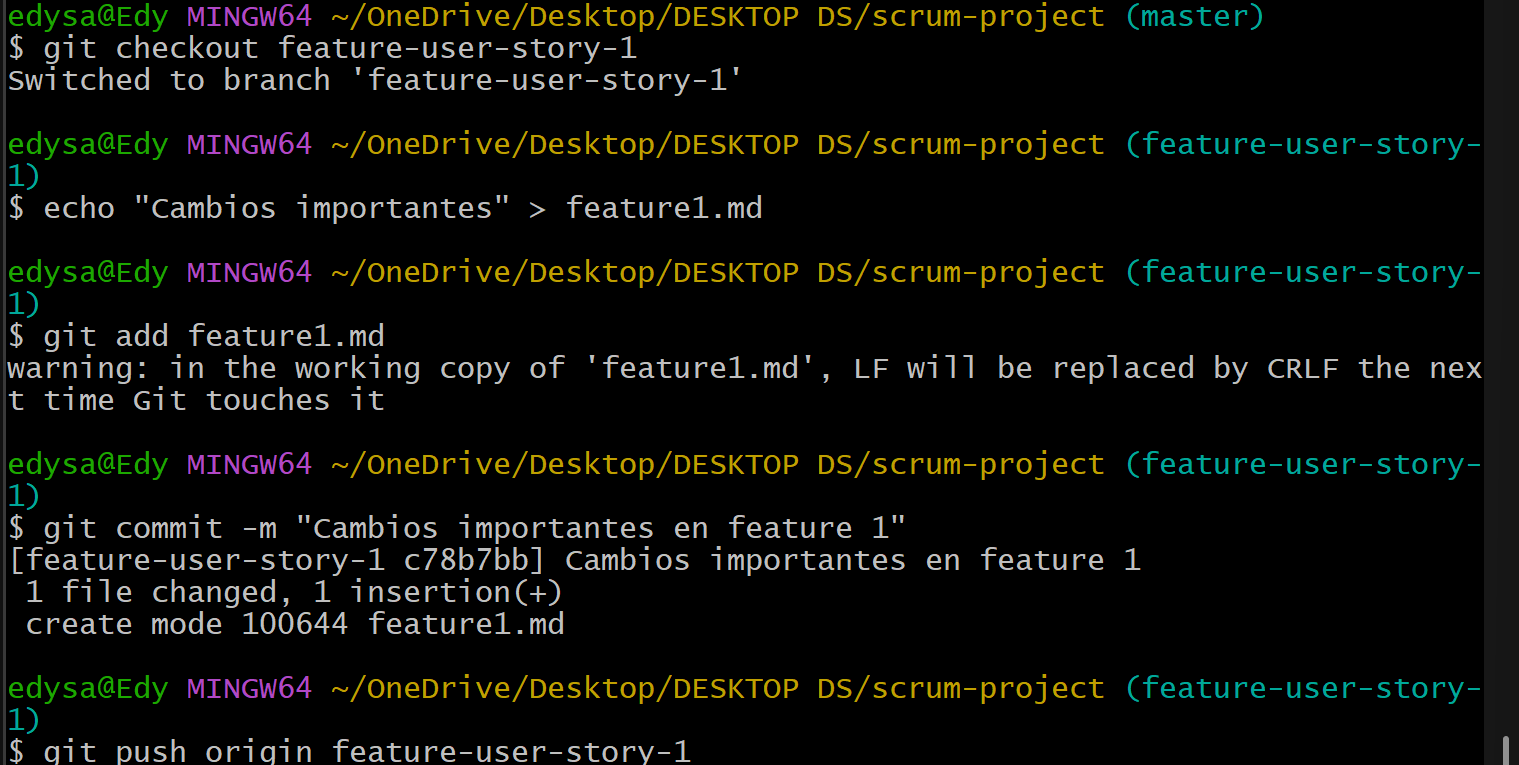 edysa@Edy MINGW64 ~/OneDrive/Desktop/DESKTOP DS/scrum-project (master)
$ git checkout feature-user-story-1
Switched to branch 'feature-user-story-1'
edysa@Edy MINGW64 ~/OneDrive/Desktop/DESKTOP DS/scrum-project (feature-user-story-
1)
$ echo "Cambios importantes" > feature1.md
edysa@Edy MINGW64 ~/OneDrive/Desktop/DESKTOP DS/scrum-project (feature-user-story-
1)
$ git add feature1.md
warning: in the working copy of 'feature1.md', LF will be replaced by CRLF the nex
t time Git touches it
edysa@Edy MINGW64 ~/OneDrive/Desktop/DESKTOP DS/scrum-project (feature-user-story-
1)
$ git commit -m "Cambios importantes en feature 1"
[feature-user-story-1 c78b7bb] Cambios importantes en feature 1
 1 file changed, 1 insertion(+)
 create mode 100644 feature1.md
edysa@Edy MINGW64 ~/OneDrive/Desktop/DESKTOP DS/scrum-project (feature-user-story-
1)
$ git push origin feature-user-story-1